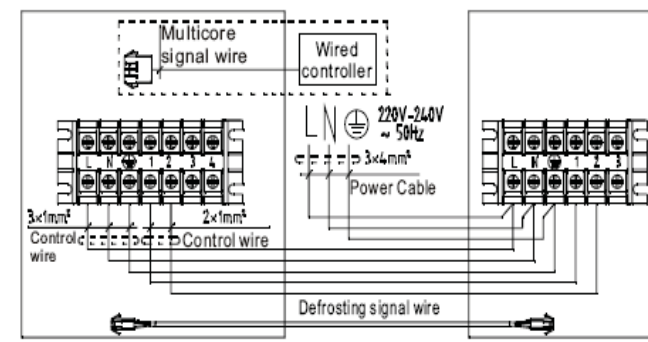 Multicore
signal wire
Wired
controller
L N 220V-240V
~ 50Hz
3×4mm²
Power Cable
L N 1 2 3 4
L N 1 2 3
3×1mm²
2×1mm²
Control
wire
Control wire
Defrosting signal wire